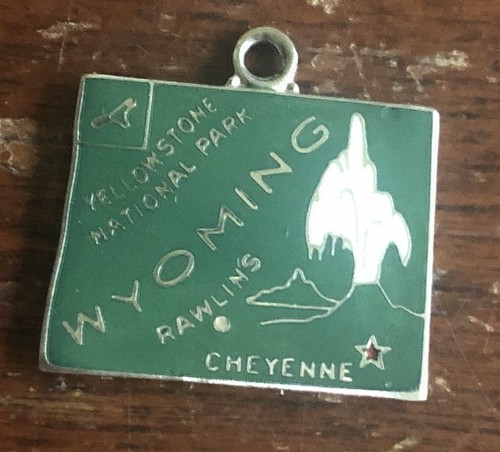 YELLOWSTONE
NATIONAL PARK
WYOMING
RAWLINS
CHEYENNE